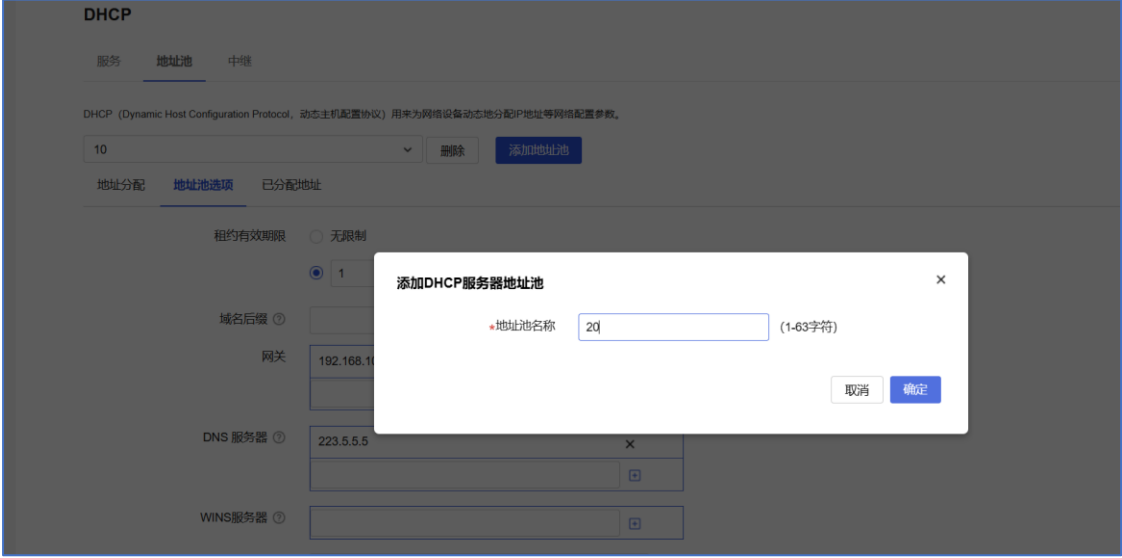 DHCP
服务 地址池 中继
DHCP（Dynamic Host Configuration Protocol，动态主机配置协议）用来为网络设备动态地分配IP地址等网络配置参数。
10 删除 添加地址池
地址分配 地址池选项 已分配地址
租约有效期限 无限制
1
添加DHCP服务器地址池
*地址池名称 20 (1-63字符)
域名后缀
网关
192.168.10
取消 确定
DNS 服务器
223.5.5.5
WINS服务器